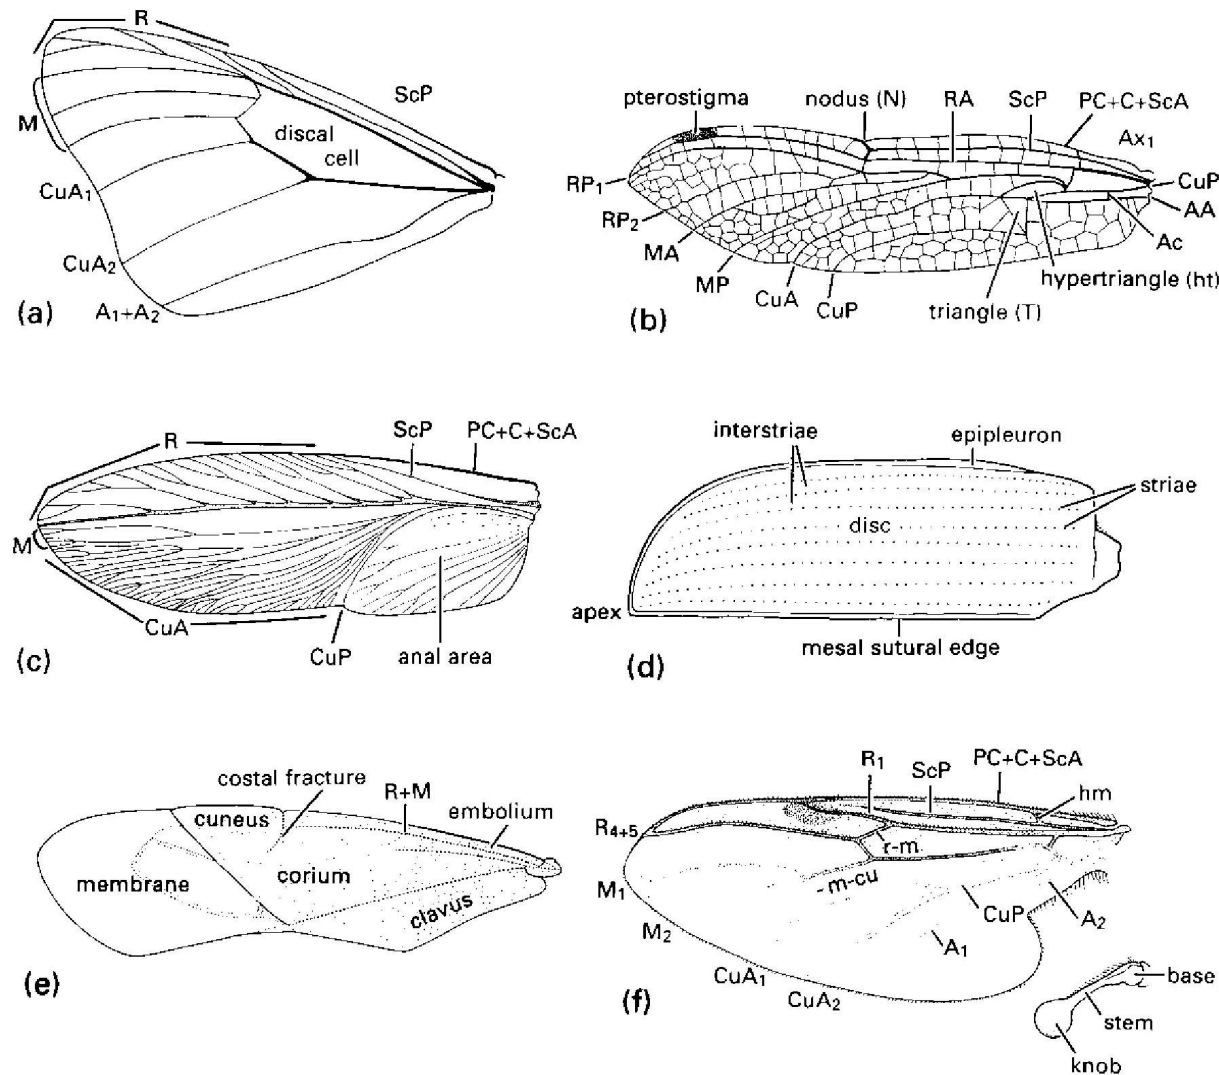 R
ScP
M
discal
cell
CuA1
CuA2
A1+A2
(a)
pterostigma
nodus (N)
RA
ScP
PC+C+ScA
Ax1
RP1
CuP
RP2
AA
MA
Ac
MP
hypertriangle (ht)
CuA
CuP
triangle (T)
(b)
R
ScP
PC+C+ScA
M
CuA
CuP
anal area
(c)
interstriae
epipleuron
striae
disc
apex
mesal sutural edge
(d)
costal fracture
R+M
embolium
cuneus
membrane
corium
clavus
(e)
R1
ScP
PC+C+ScA
hm
R4+5
r-m
M1
m-cu
CuP
A2
M2
A1
CuA1
CuA2
(f)
base
stem
knob